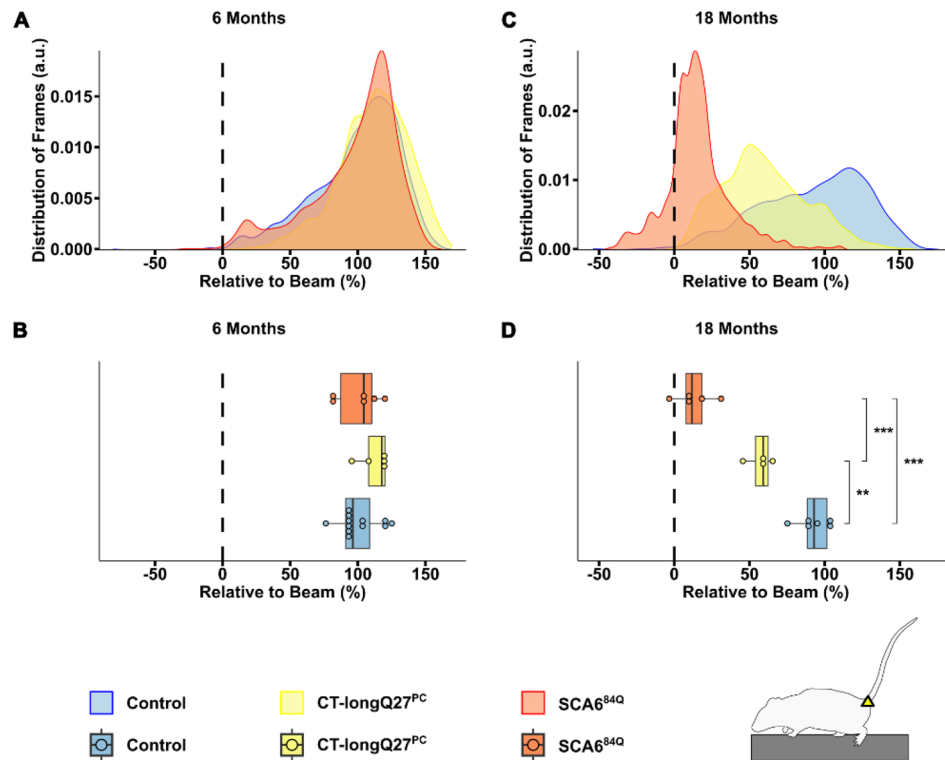 A
6 Months
Distribution of Frames (a.u.)
0.015
0.010
0.005
0.000
-50 0 50 100 150
Relative to Beam (%)
C
18 Months
Distribution of Frames (a.u.)
0.02
0.01
0.00
-50 0 50 100 150
Relative to Beam (%)
B
6 Months
-50 0 50 100 150
Relative to Beam (%)
D
18 Months
***
***
**
-50 0 50 100 150
Relative to Beam (%)
Control CT-longQ27PC SCA684Q
Control CT-longQ27PC SCA684Q